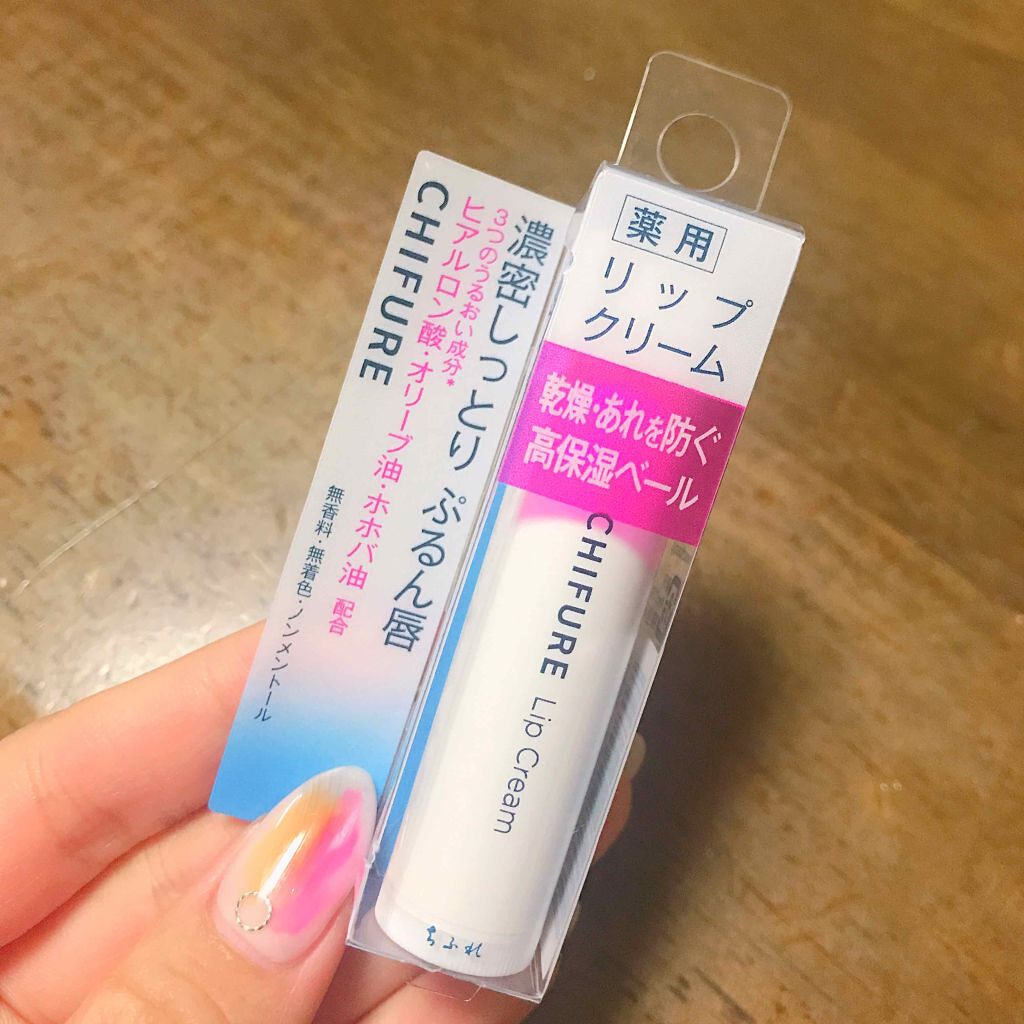 濃密しっとり ぷるん唇
3つのうるおい成分*
ヒアルロン酸・オリーブ油・ホホバ油 配合
CHIFURE
無香料・無着色・ノンメントール
薬用
リップ
クリーム
乾燥・あれを防ぐ
高保湿ベール
CHIFURE Lip Cream
ちふれ